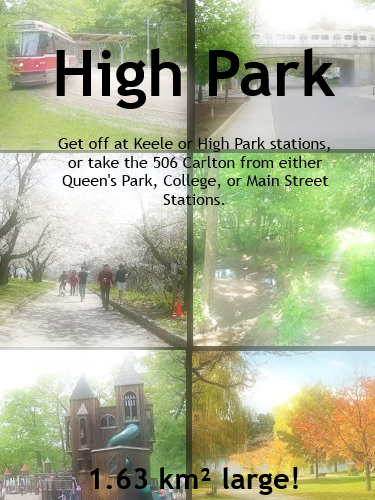 High Park
Get off at Keele or High Park stations,
or take the 506 Carlton from either
Queen's Park, College, or Main Street
Stations.
1.63 km² large!